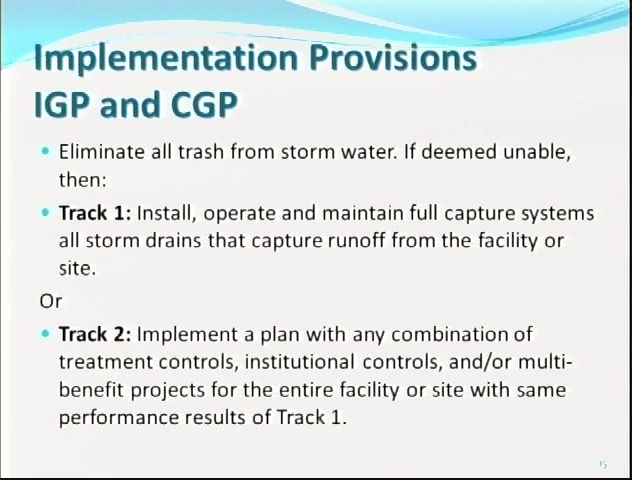 Implementation Provisions
IGP and CGP
• Eliminate all trash from storm water. If deemed unable,
then:
• Track 1: Install, operate and maintain full capture systems
all storm drains that capture runoff from the facility or
site.
Or
• Track 2: Implement a plan with any combination of
treatment controls, institutional controls, and/or multi-
benefit projects for the entire facility or site with same
performance results of Track 1.
15